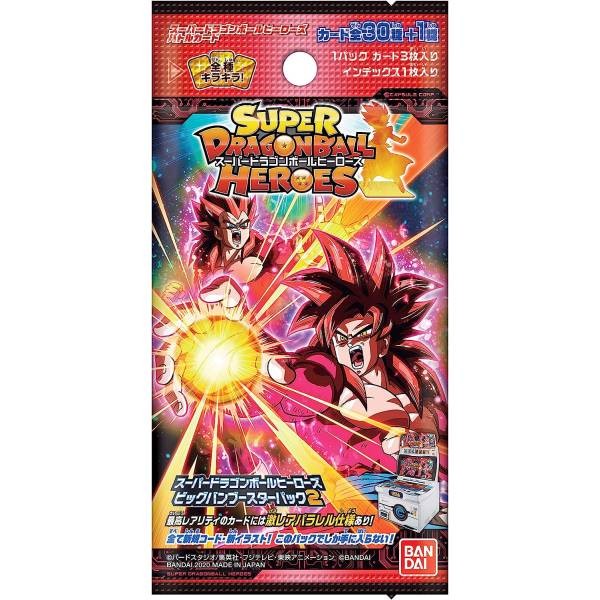 スーパードラゴンボールヒーローズ
バトルカード
カード全30種+1種
1パック カード3枚入り
インデックス1枚入り
全種
キラキラ!
©CAPSULE CORP.
SUPER
DRAGONBALL
スーパードラゴンボールヒーローズ
HEROES
スーパードラゴンボールヒーローズ
ビッグバンブースターパック2
最高レアリティのカードには激レアパラレル仕様あり!
全て新規コード・新イラスト! このパックでしか手に入らない!
©バードスタジオ/集英社・フジテレビ・東映アニメーション ©BANDAI
BANDAI 2020 MADE IN JAPAN
SUPER DRAGONBALL HEROES
BAN
DAI